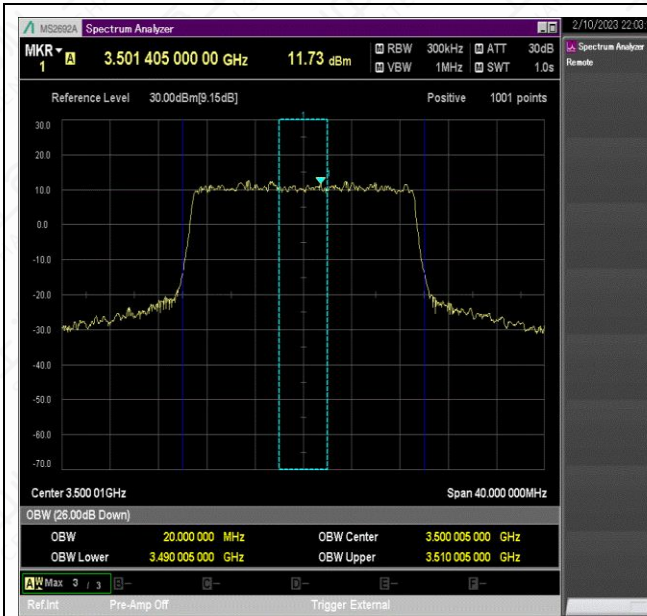 MS2692A Spectrum Analyzer
2/10/2023 22:03:
MKR 1 A 3.501 405 000 00 GHz 11.73 dBm
RBW 300kHz ATT 30dB
VBW 1MHz SWT 1.0s
Spectrum Analyzer
Remote
Reference Level 30.00dBm[9.15dB] Positive 1001 points
30.0
20.0
10.0
0.0
-10.0
-20.0
-30.0
-40.0
-50.0
-60.0
-70.0
Center 3.500 01GHz Span 40.000 000MHz
OBW (26.00dB Down)
OBW 20.000 000 MHz OBW Center 3.500 005 000 GHz
OBW Lower 3.490 005 000 GHz OBW Upper 3.510 005 000 GHz
A W Max 3 / 3 B- C- D- E- F-
Ref.Int Pre-Amp Off Trigger External